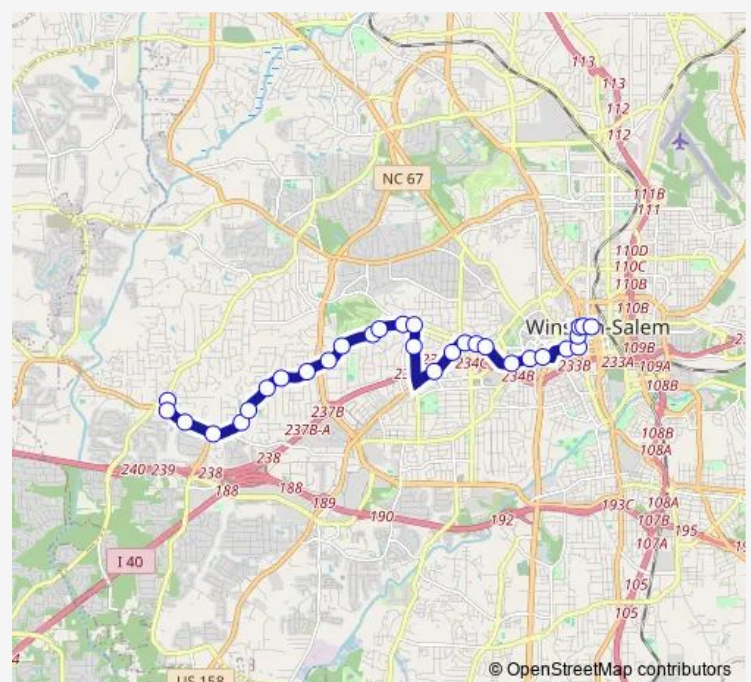 113
113
112
112
NC 67
111B
111
110D
110C
110B
110B
Winston-Salem
109B
233B
233A
109A
234C
234B
108B
237B
237B-A
108B
108A
240 239
238
238
188
188
189
193C
108A
190
192
107B
195
107A
I 40
105
105
US 158
© OpenStreetMap contributors